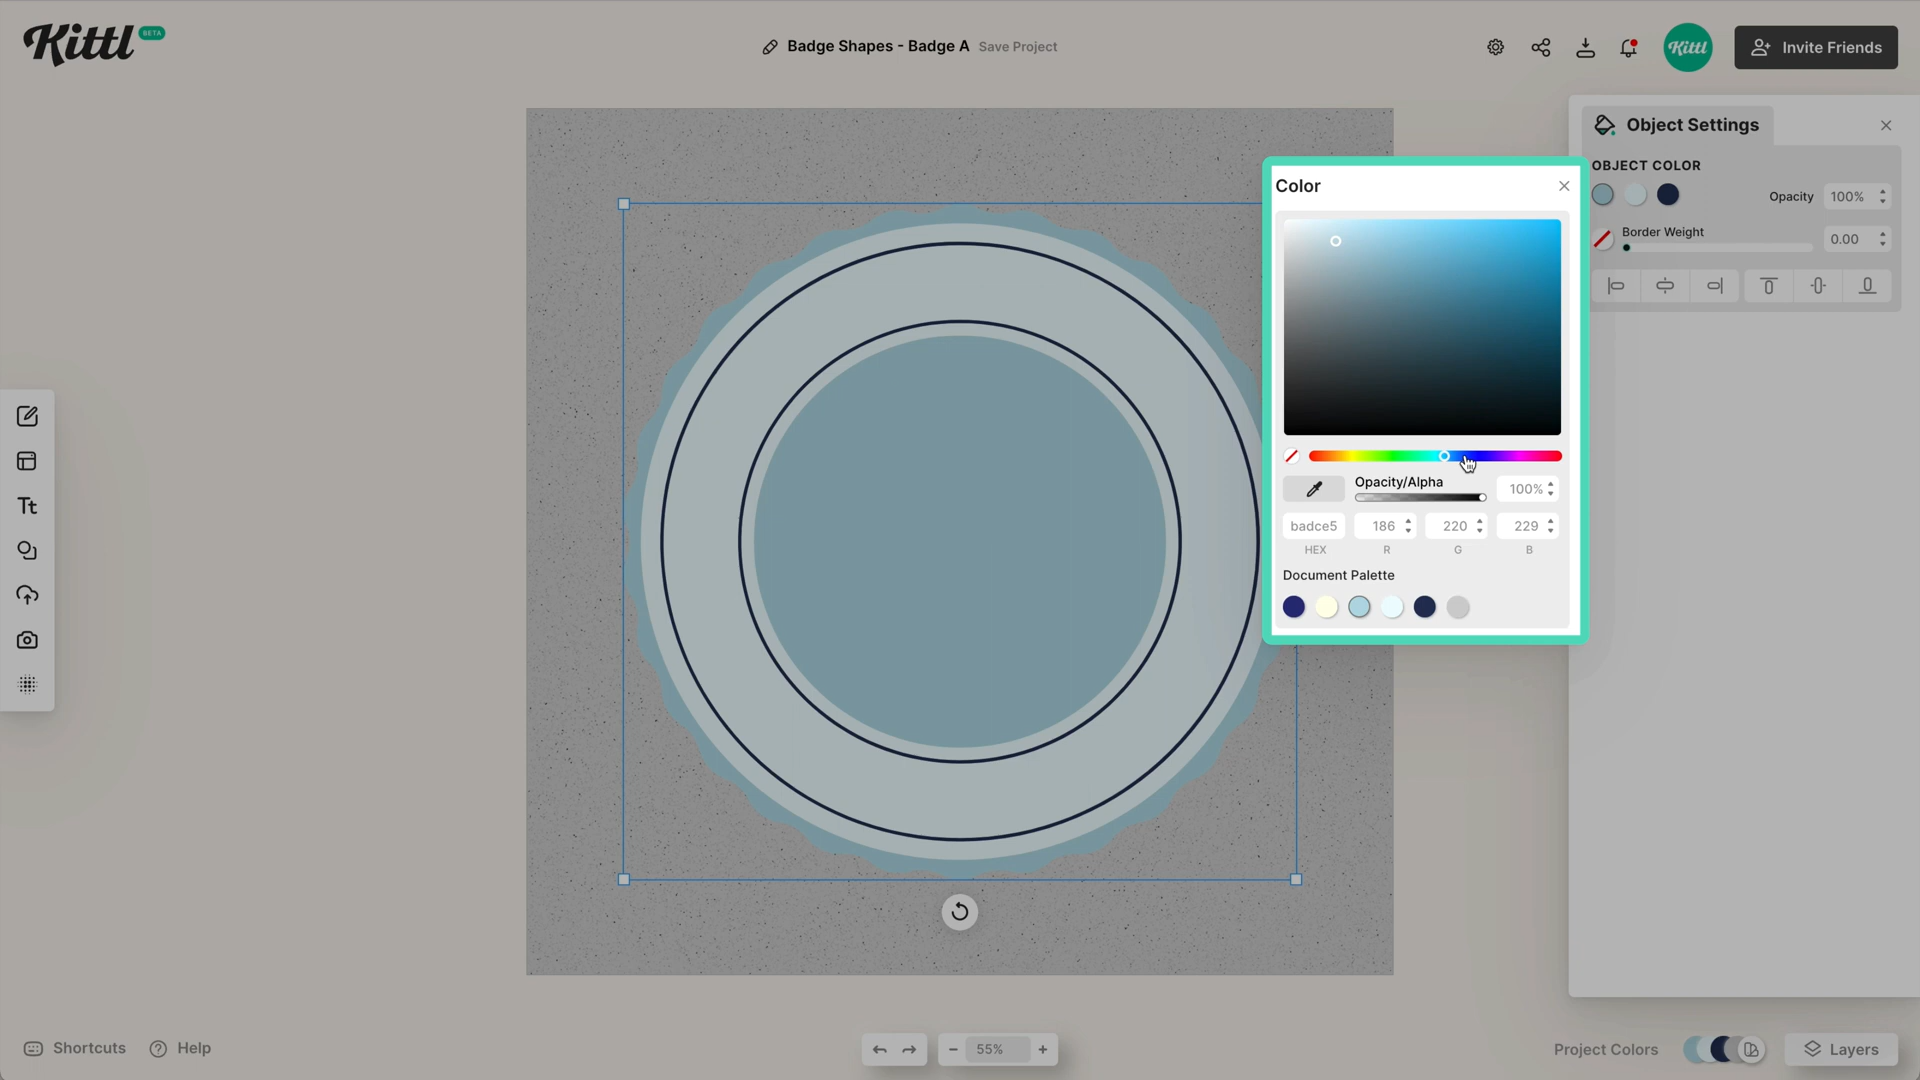 Kittl BETA
Badge Shapes - Badge A Save Project
Kittl
Invite Friends
Object Settings
OBJECT COLOR
Opacity 100%
Border Weight 0.00
Color
Opacity/Alpha
100%
badce5 186 220 229
HEX R G B
Document Palette
Tt
Shortcuts
Help
55%
Project Colors
Layers